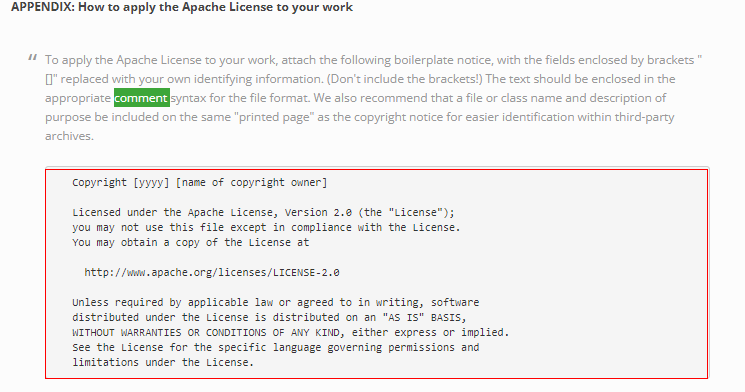 APPENDIX: How to apply the Apache License to your work
“ To apply the Apache License to your work, attach the following boilerplate notice, with the fields enclosed by brackets "
[]" replaced with your own identifying information. (Don't include the brackets!) The text should be enclosed in the
appropriate comment syntax for the file format. We also recommend that a file or class name and description of
purpose be included on the same "printed page" as the copyright notice for easier identification within third-party
archives.
Copyright [yyyy] [name of copyright owner]
Licensed under the Apache License, Version 2.0 (the "License");
you may not use this file except in compliance with the License.
You may obtain a copy of the License at
http://www.apache.org/licenses/LICENSE-2.0
Unless required by applicable law or agreed to in writing, software
distributed under the License is distributed on an "AS IS" BASIS,
WITHOUT WARRANTIES OR CONDITIONS OF ANY KIND, either express or implied.
See the License for the specific language governing permissions and
limitations under the License.